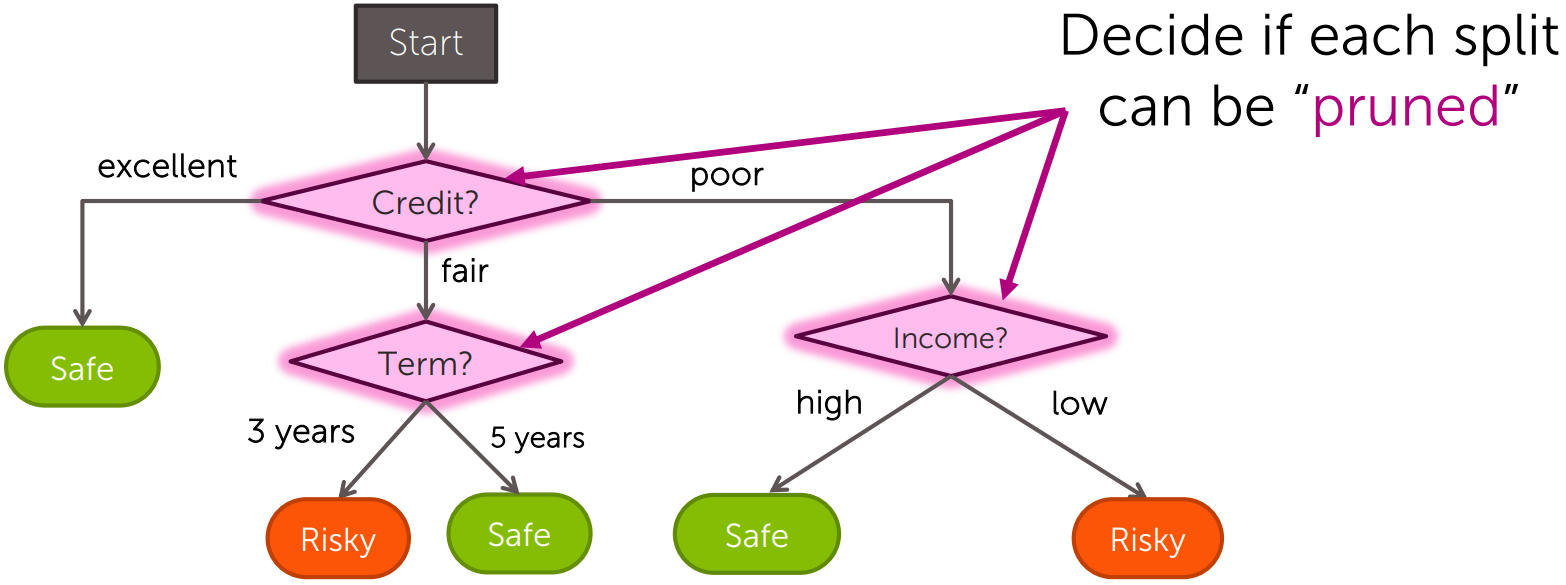 Start
Decide if each split
can be “pruned”
excellent
poor
Credit?
fair
Safe
Term?
Income?
3 years
5 years
high
low
Risky
Safe
Safe
Risky